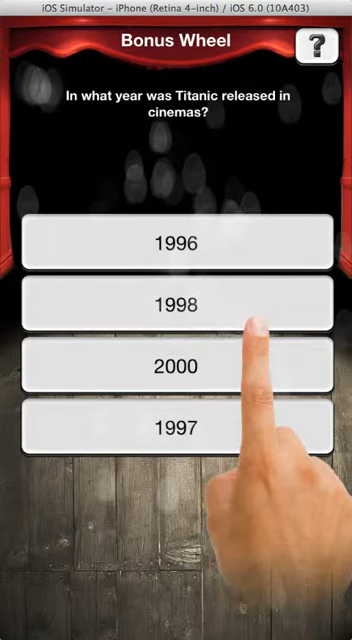 iOS Simulator – iPhone (Retina 4-inch) / iOS 6.0 (10A403)
Bonus Wheel
?
In what year was Titanic released in
cinemas?
1996
1998
2000
1997